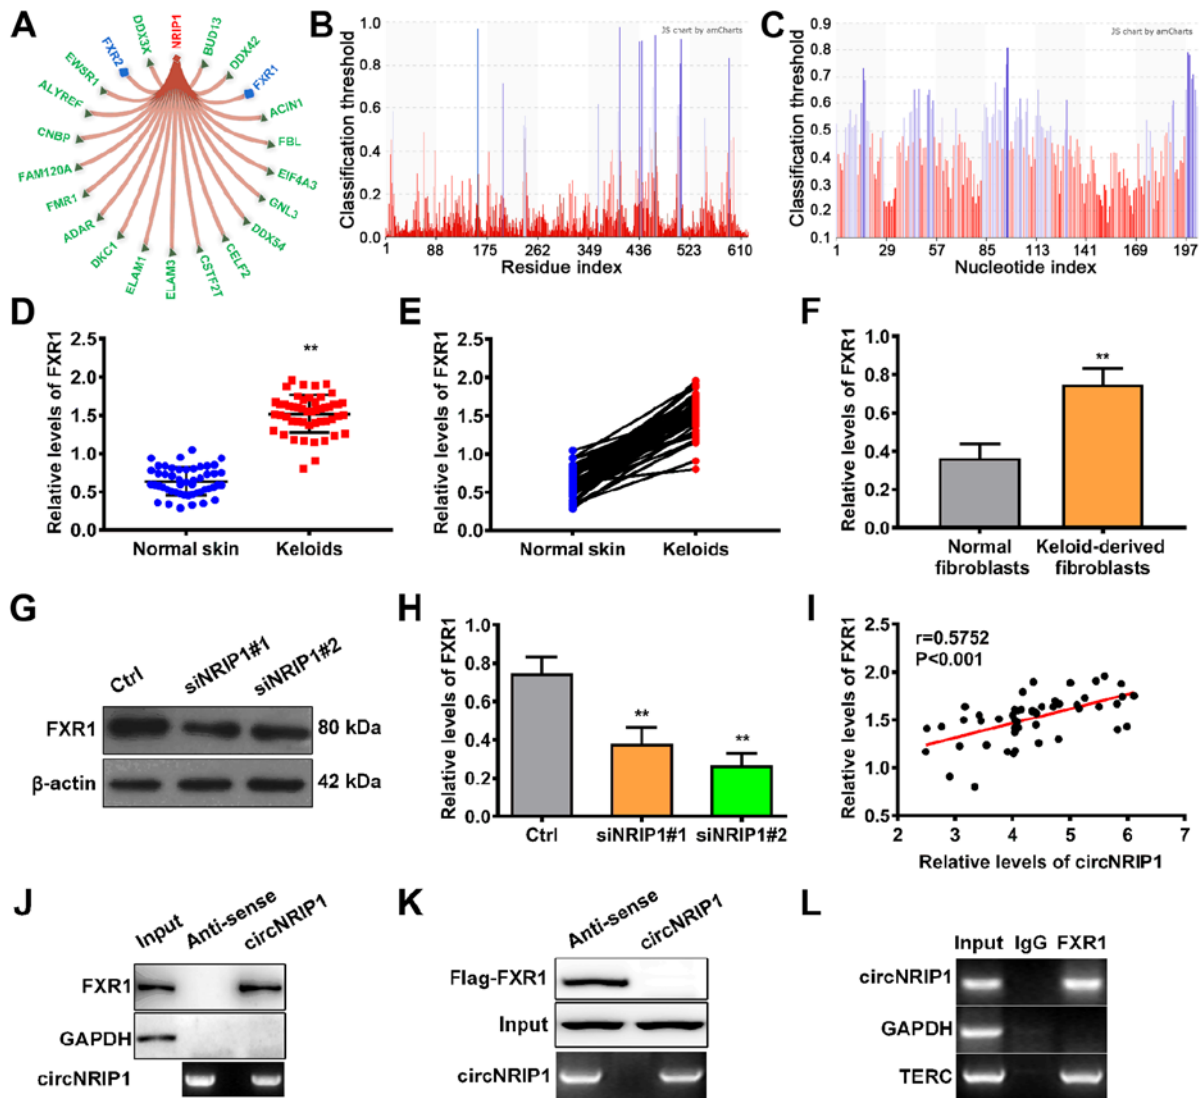 A
NRIP1
BUD13
DDX42
FXR1
ACIN1
FBL
EIF4A3
GNL3
DDX54
CELF2
CSTF2T
ELAM3
ELAM1
DKC1
ADAR
FMR1
FAM120A
CNBP
ALYREF
EWSR1
FXR2
DDX3X
B
JS chart by amCharts
Classification threshold
1.0
0.8
0.6
0.4
0.2
0.0
1 88 175 262 349 436 523 610
Residue index
C
JS chart by amCharts
Classification threshold
0.9
0.8
0.7
0.6
0.5
0.4
0.3
0.2
0.1
1 29 57 85 113 141 169 197
Nucleotide index
D
Relative levels of FXR1
2.5
2.0
1.5
1.0
0.5
0.0
**
Normal skin Keloids
E
Relative levels of FXR1
2.5
2.0
1.5
1.0
0.5
0.0
Normal skin Keloids
F
Relative levels of FXR1
1.0
0.8
0.6
0.4
0.2
0.0
**
Normal Keloid-derived
fibroblasts fibroblasts
G
Ctrl siNRIP1#1 siNRIP1#2
FXR1 80 kDa
β-actin 42 kDa
H
Relative levels of FXR1
1.0
0.8
0.6
0.4
0.2
0.0
** **
Ctrl siNRIP1#1 siNRIP1#2
I
Relative levels of FXR1
2.5
2.0
1.5
1.0
0.5
r=0.5752
P<0.001
2 3 4 5 6 7
Relative levels of circNRIP1
J
Input Anti-sense circNRIP1
FXR1
GAPDH
circNRIP1
K
Anti-sense circNRIP1
Flag-FXR1
Input
circNRIP1
L
Input IgG FXR1
circNRIP1
GAPDH
TERC